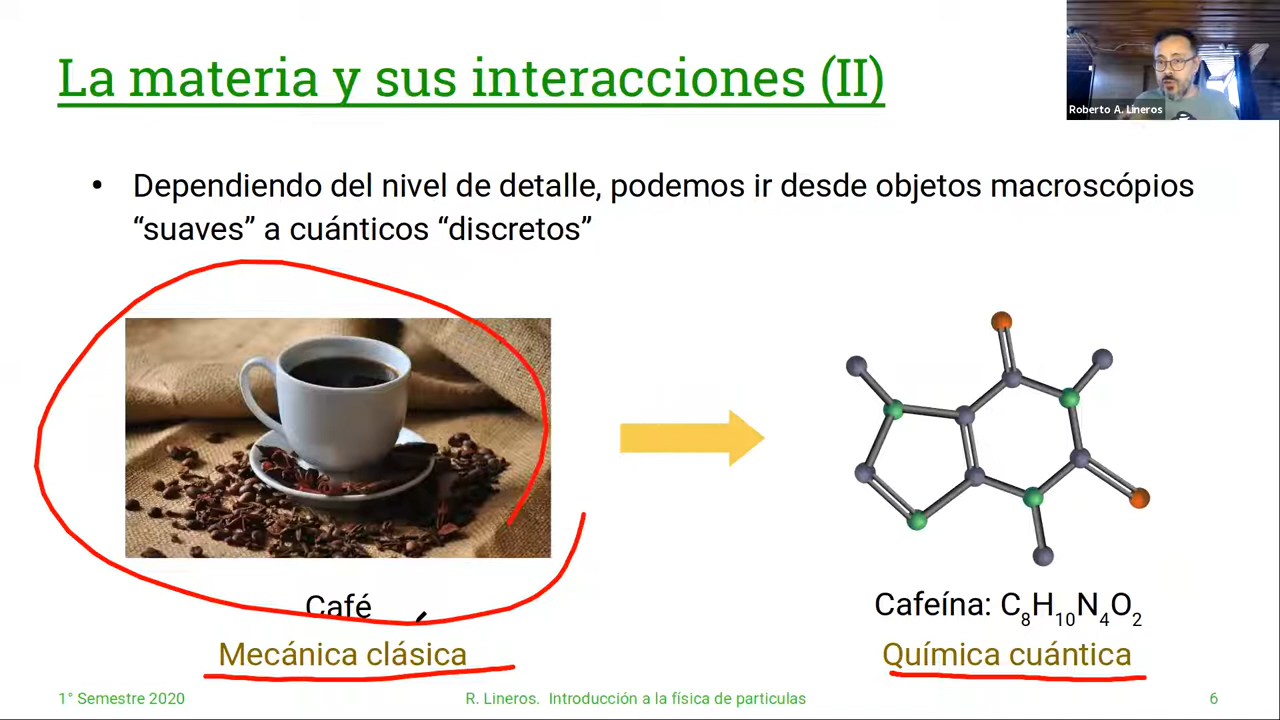 La materia y sus interacciones (II)
Roberto A. Lineros
• Dependiendo del nivel de detalle, podemos ir desde objetos macroscópios
“suaves” a cuánticos “discretos”
Café
Cafeína: C₈H₁₀N₄O₂
Mecánica clásica
Química cuántica
1° Semestre 2020
R. Lineros. Introducción a la física de particulas
6